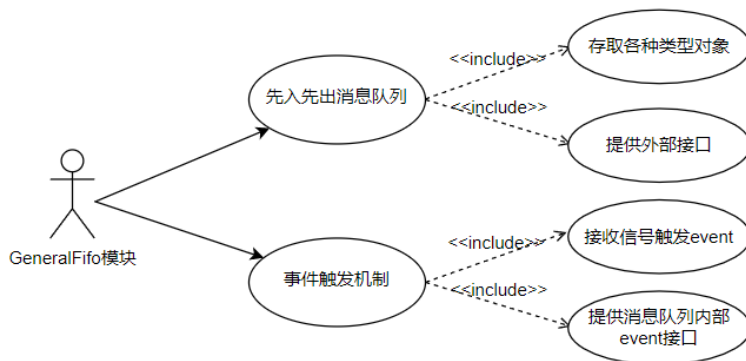 存取各种类型对象
<<include>>
先入先出消息队列
<<include>>
提供外部接口
GeneralFifo模块
接收信号触发event
<<include>>
事件触发机制
<<include>>
提供消息队列内部
event接口